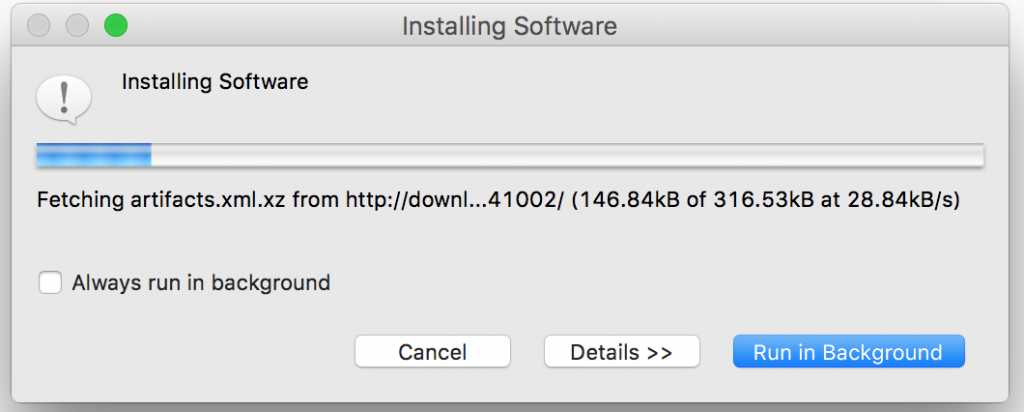 Installing Software
Installing Software
Fetching artifacts.xml.xz from http://downl...41002/ (146.84kB of 316.53kB at 28.84kB/s)
Always run in background
Cancel
Details >>
Run in Background